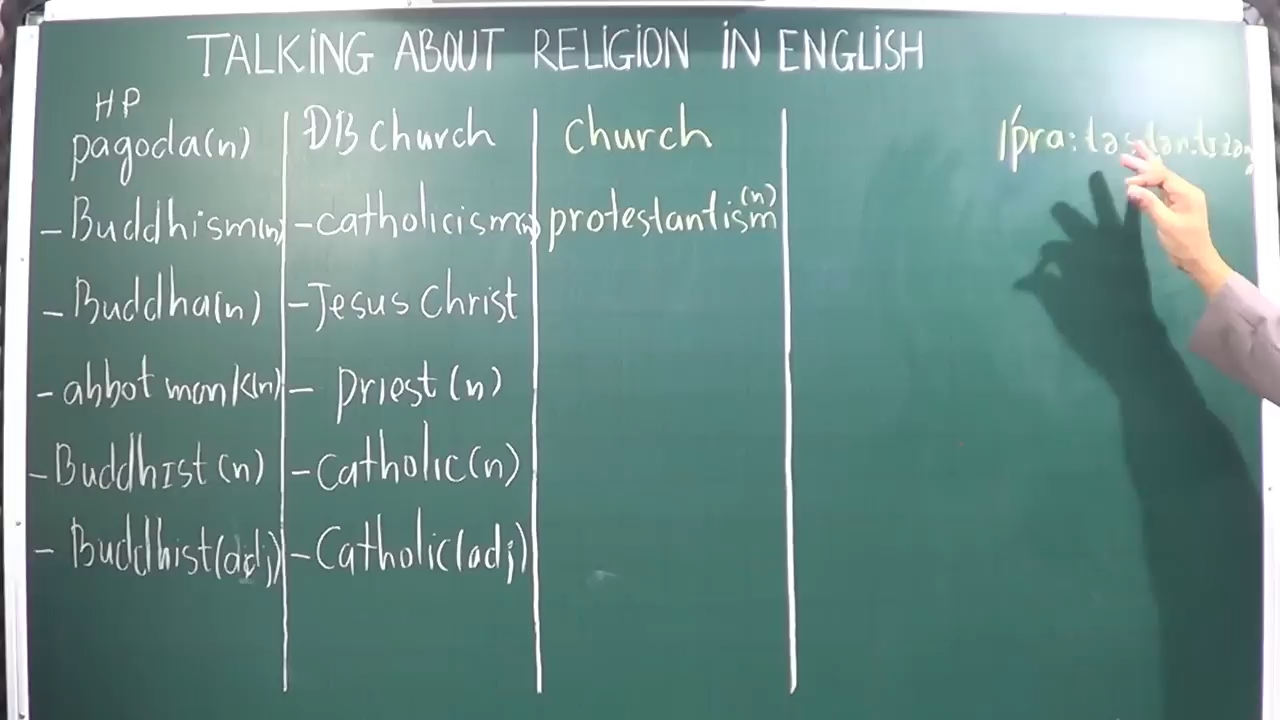 TALKING ABOUT RELIGION IN ENGLISH
HP
pagoda(n)
- Buddhism(n)
- Buddha(n)
- abbot monk(n)
- Buddhist (n)
- Buddhist(adj)
ĐB church
- catholicism(n)
- Jesus Christ
- priest (n)
- Catholic(n)
- Catholic(adj)
Church
protestantism(n)